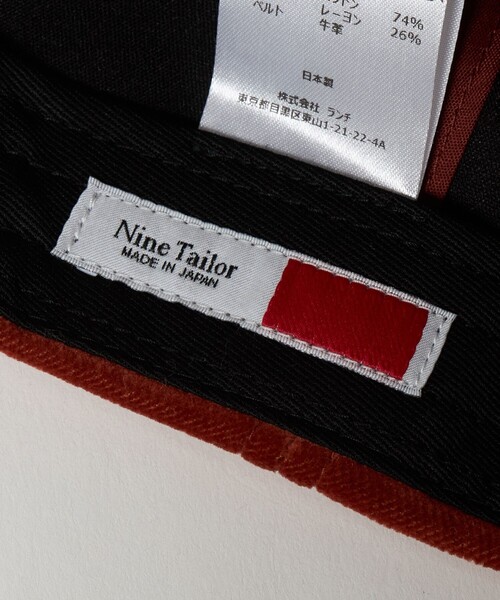 74%
レーヨン 26%
ベルト 牛革
日本製
株式会社 ランチ
東京都目黒区東山1-21-22-4A
Nine Tailor
MADE IN JAPAN